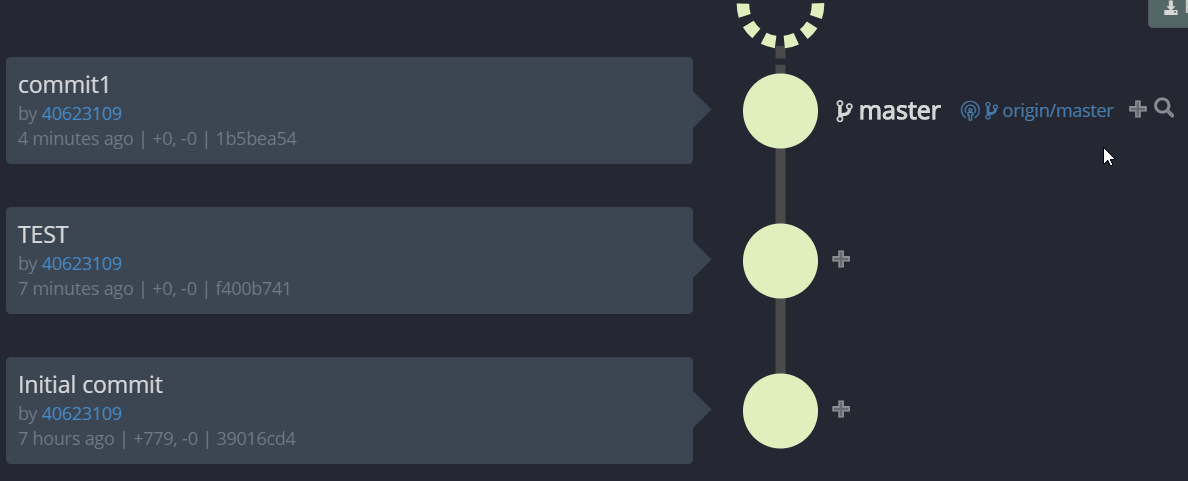 commit1
by 40623109
4 minutes ago | +0, -0 | 1b5bea54
master
origin/master
TEST
by 40623109
7 minutes ago | +0, -0 | f400b741
Initial commit
by 40623109
7 hours ago | +779, -0 | 39016cd4